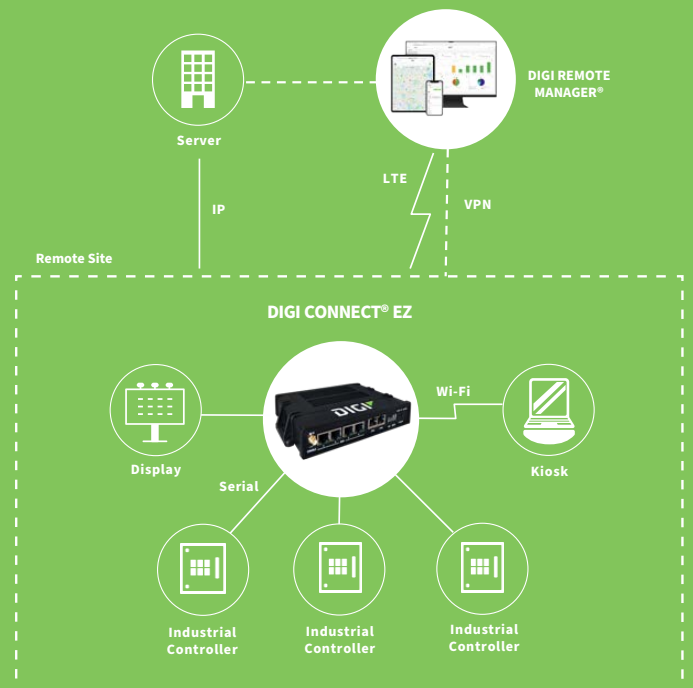 DIGI REMOTE
MANAGER®
Server
LTE
VPN
IP
Remote Site
DIGI CONNECT® EZ
DIGI
Wi-Fi
Display
Kiosk
Serial
Industrial
Controller
Industrial
Controller
Industrial
Controller